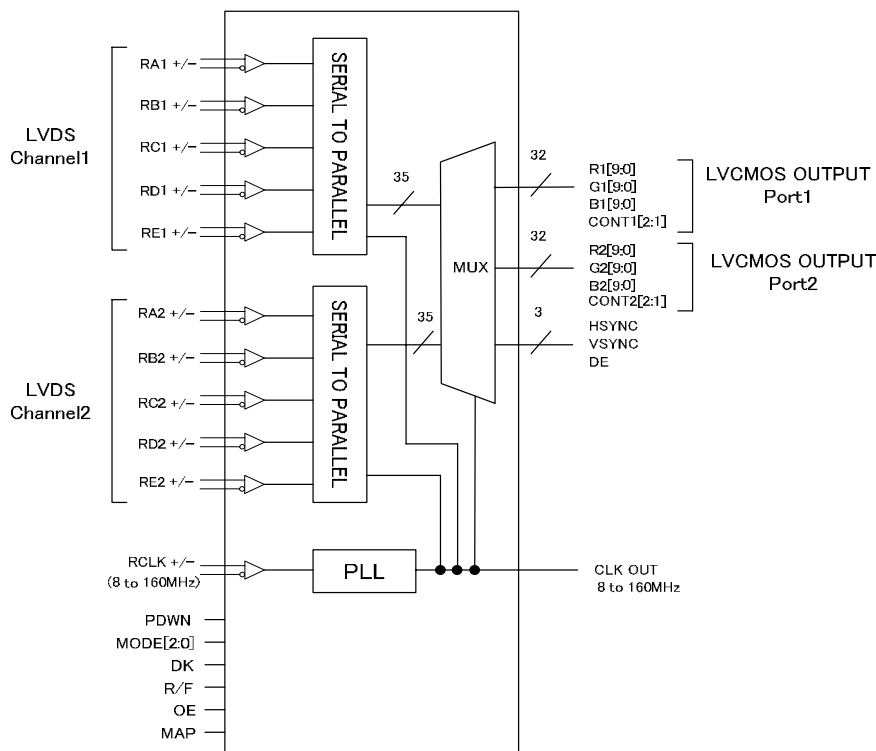 LVDS
Channel1
RA1 +/−
RB1 +/−
RC1 +/−
RD1 +/−
RE1 +/−
SERIAL TO PARALLEL
35
LVDS
Channel2
RA2 +/−
RB2 +/−
RC2 +/−
RD2 +/−
RE2 +/−
SERIAL TO PARALLEL
35
MUX
32
R1[9:0]
G1[9:0]
B1[9:0]
CONT1[2:1]
LVCMOS OUTPUT
Port1
32
R2[9:0]
G2[9:0]
B2[9:0]
CONT2[2:1]
LVCMOS OUTPUT
Port2
3
HSYNC
VSYNC
DE
RCLK +/−
(8 to 160MHz)
PLL
CLK OUT
8 to 160MHz
PDWN
MODE[2:0]
DK
R/F
OE
MAP